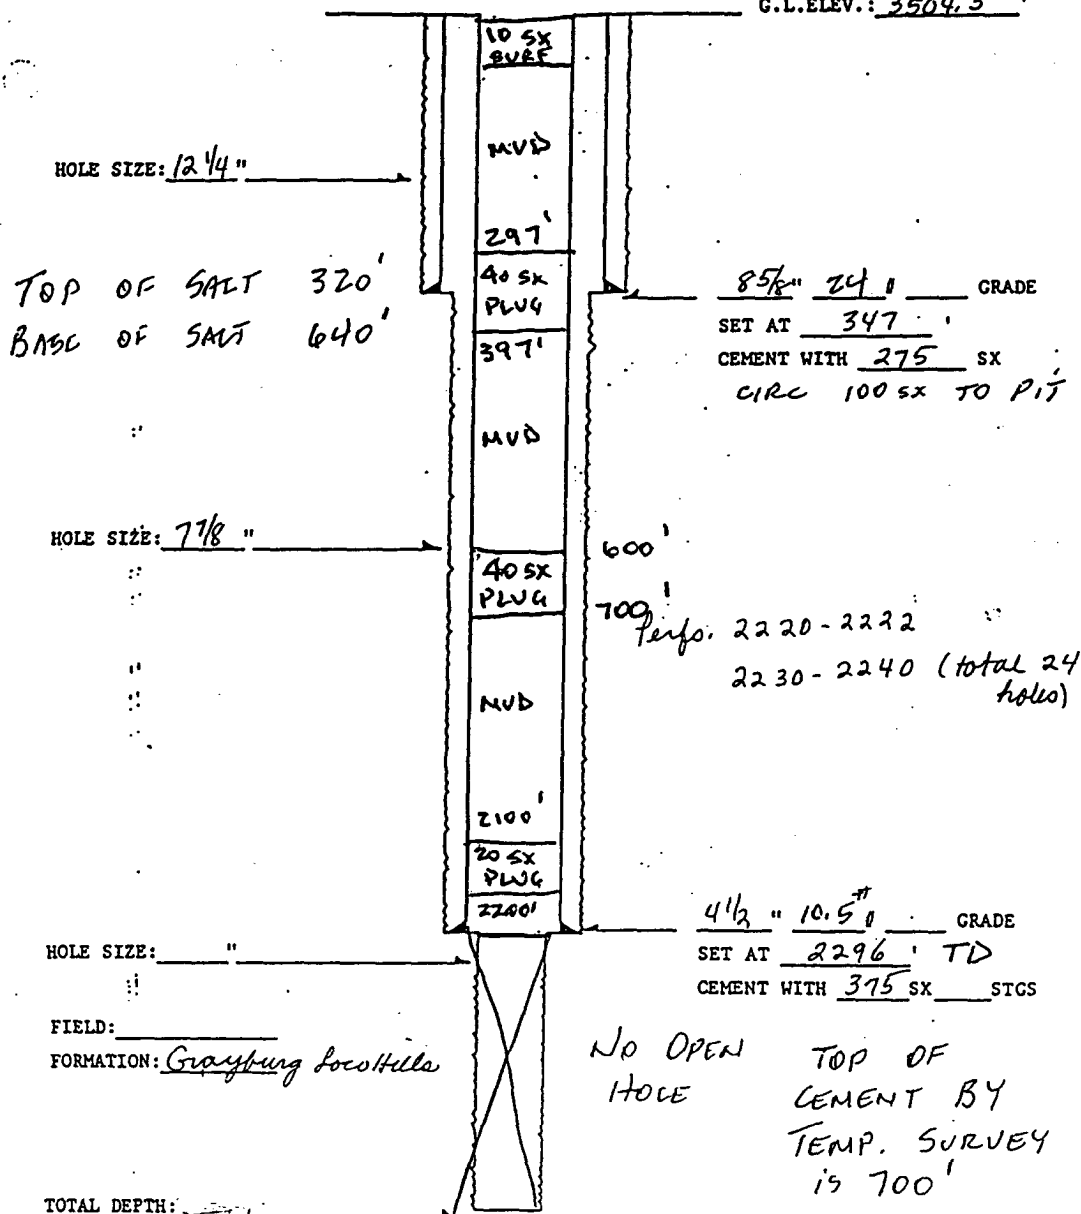 G.L.ELEV.: 3504.5'
10 SX
SURF
MUD
HOLE SIZE: 12 1/4 "
297'
TOP OF SALT 320'
BASE OF SALT 640'
40 SX
PLUG
397'
8 5/8 " 24 # GRADE
SET AT 347 '
CEMENT WITH 275 SX
CIRC 100 SX TO PIT
MUD
HOLE SIZE: 7 7/8 "
600'
40 SX
PLUG
700'
Perfs. 2220-2222
2230-2240 (total 24
holes)
MUD
2100'
20 SX
PLUG
2200'
4 1/2 " 10.5 # GRADE
SET AT 2296 ' TD
CEMENT WITH 375 SX STGS
HOLE SIZE: "
FIELD:
FORMATION: Grayburg Loco Hills
NO OPEN
HOLE
TOP OF
CEMENT BY
TEMP. SURVEY
is 700'
TOTAL DEPTH: